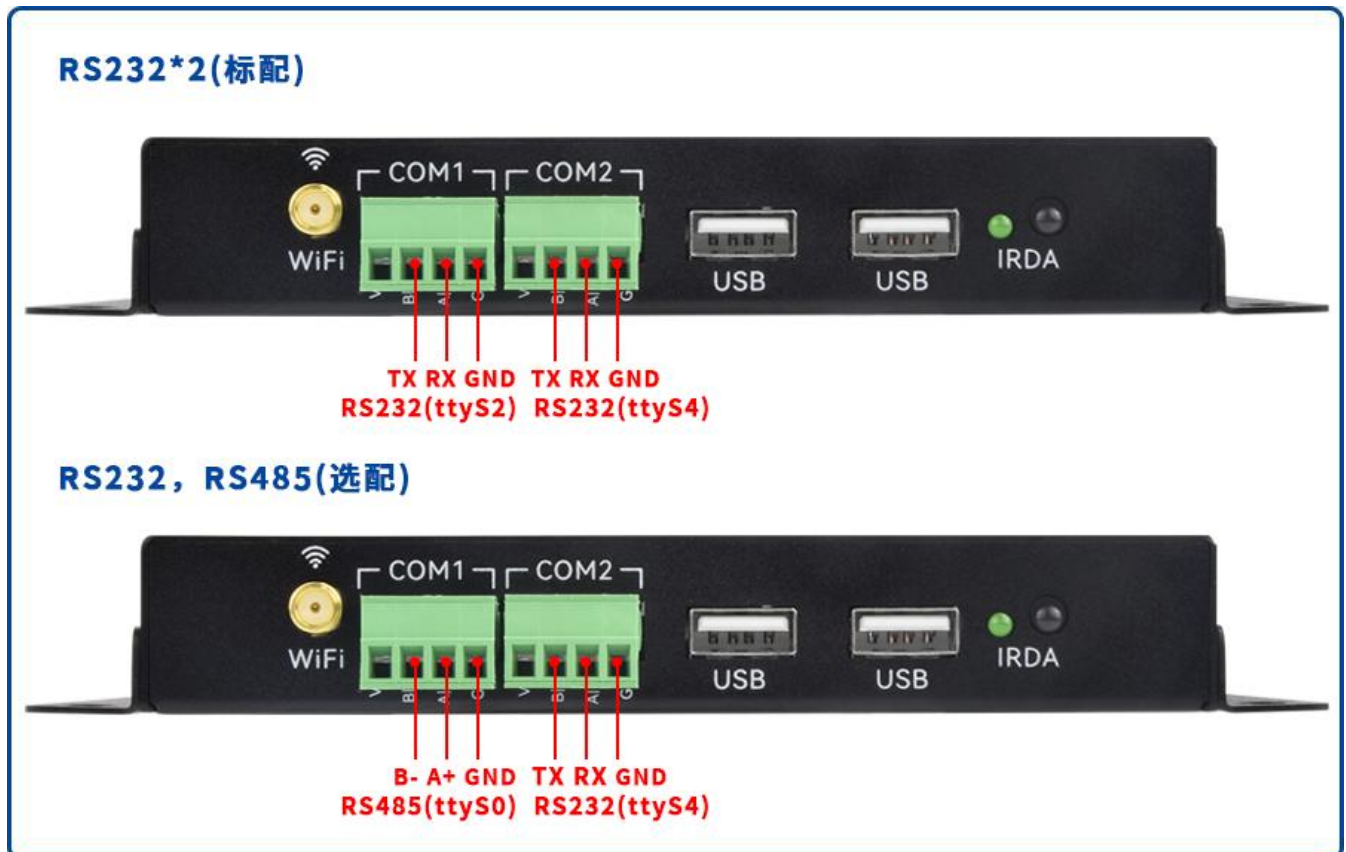 RS232*2(标配)
COM1 COM2
WiFi
USB USB IRDA
V V G
TX RX GND TX RX GND
RS232(ttyS2) RS232(ttyS4)
RS232，RS485(选配)
COM1 COM2
WiFi
USB USB IRDA
V V G
B- A+ GND TX RX GND
RS485(ttyS0) RS232(ttyS4)